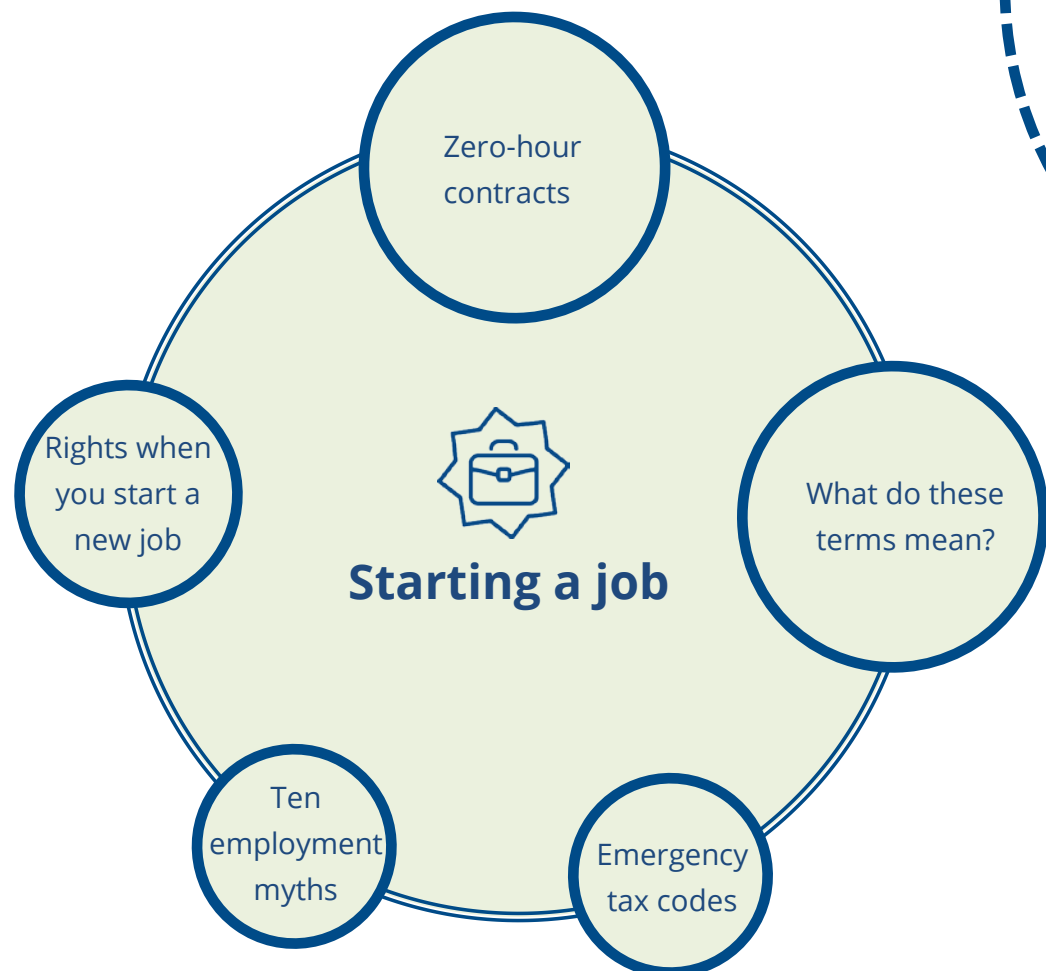 Zero-hour
contracts
Rights when
you start a
new job
What do these
terms mean?
Starting a job
Ten
employment
myths
Emergency
tax codes